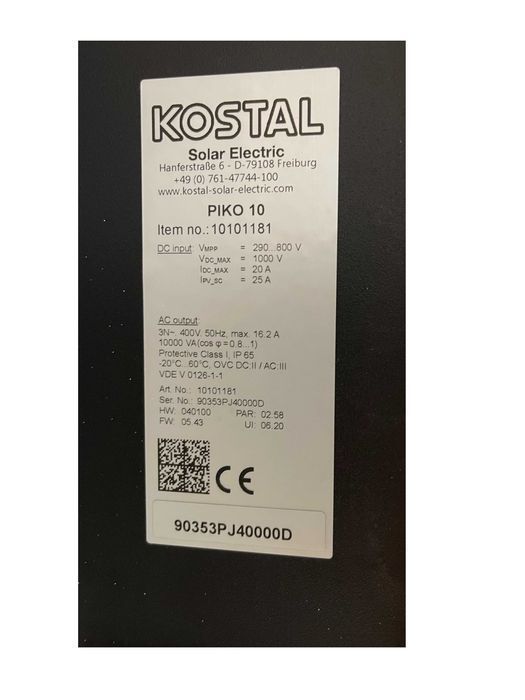 KOSTAL
Solar Electric
Hanferstraße 6 - D-79108 Freiburg
+49 (0) 761-47744-100
www.kostal-solar-electric.com
PIKO 10
Item no.: 10101181
DC input: VMPP = 290...800 V
VDC_MAX = 1000 V
IDC_MAX = 20 A
IPV_SC = 25 A
AC output:
3N~, 400V, 50Hz, max. 16.2 A
10000 VA(cos φ = 0.8...1)
Protective Class I, IP 65
-20°C...60°C, OVC DC:II / AC:III
VDE V 0126-1-1
Art. No.: 10101181
Ser. No.: 90353PJ40000D
HW: 040100 PAR: 02.58
FW: 05.43 UI: 06.20
CE
90353PJ40000D